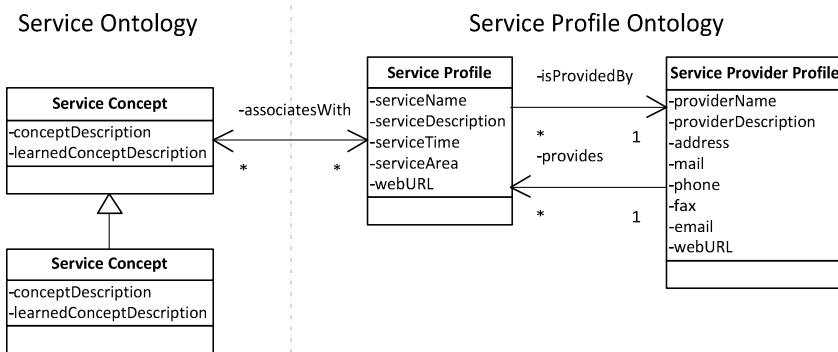 Service Ontology
Service Profile Ontology
Service Concept
-conceptDescription
-learnedConceptDescription
-associatesWith
*
*
Service Profile
-serviceName
-serviceDescription
-serviceTime
-serviceArea
-webURL
-isProvidedBy
*
1
-provides
*
1
Service Provider Profile
-providerName
-providerDescription
-address
-mail
-phone
-fax
-email
-webURL
Service Concept
-conceptDescription
-learnedConceptDescription